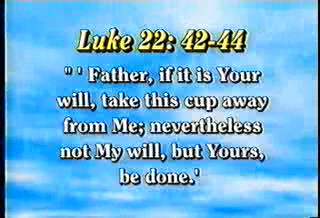 Luke 22: 42-44
" ' Father, if it is Your
will, take this cup away
from Me; nevertheless
not My will, but Yours,
be done.'